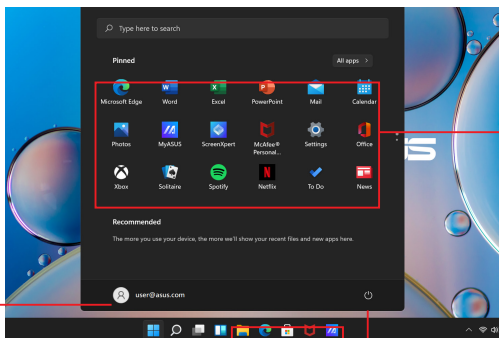 Type here to search
Pinned
All apps >
Microsoft Edge
Word
Excel
PowerPoint
Mail
Calendar
Photos
MyASUS
ScreenXpert
McAfee®
Personal...
Settings
Office
Xbox
Solitaire
Spotify
Netflix
To Do
News
Recommended
The more you use your device, the more we'll show your recent files and new apps here.
user@asus.com